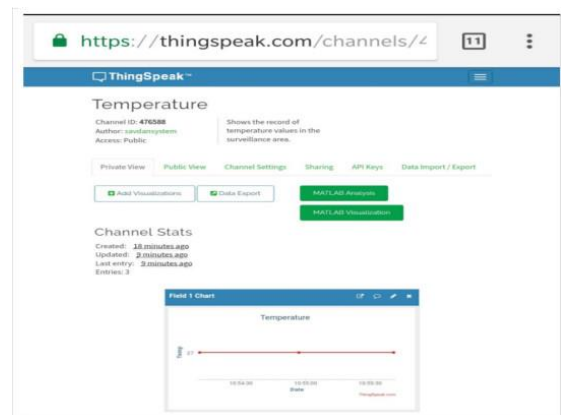 https://thingspeak.com/channels/4
11
ThingSpeak™
Temperature
Channel ID: 476588
Author: savdamsystem
Access: Public
Shows the record of
temperature values in the
surveillance area.
Private View Public View Channel Settings Sharing API Keys Data Import / Export
Add Visualizations Data Export MATLAB Analysis
MATLAB Visualization
Channel Stats
Created: 18 minutes ago
Updated: 9 minutes ago
Last entry: 9 minutes ago
Entries: 3
Field 1 Chart
Temperature
Temp
27
Date
ThingSpeak.com